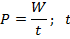 P = W/t; t